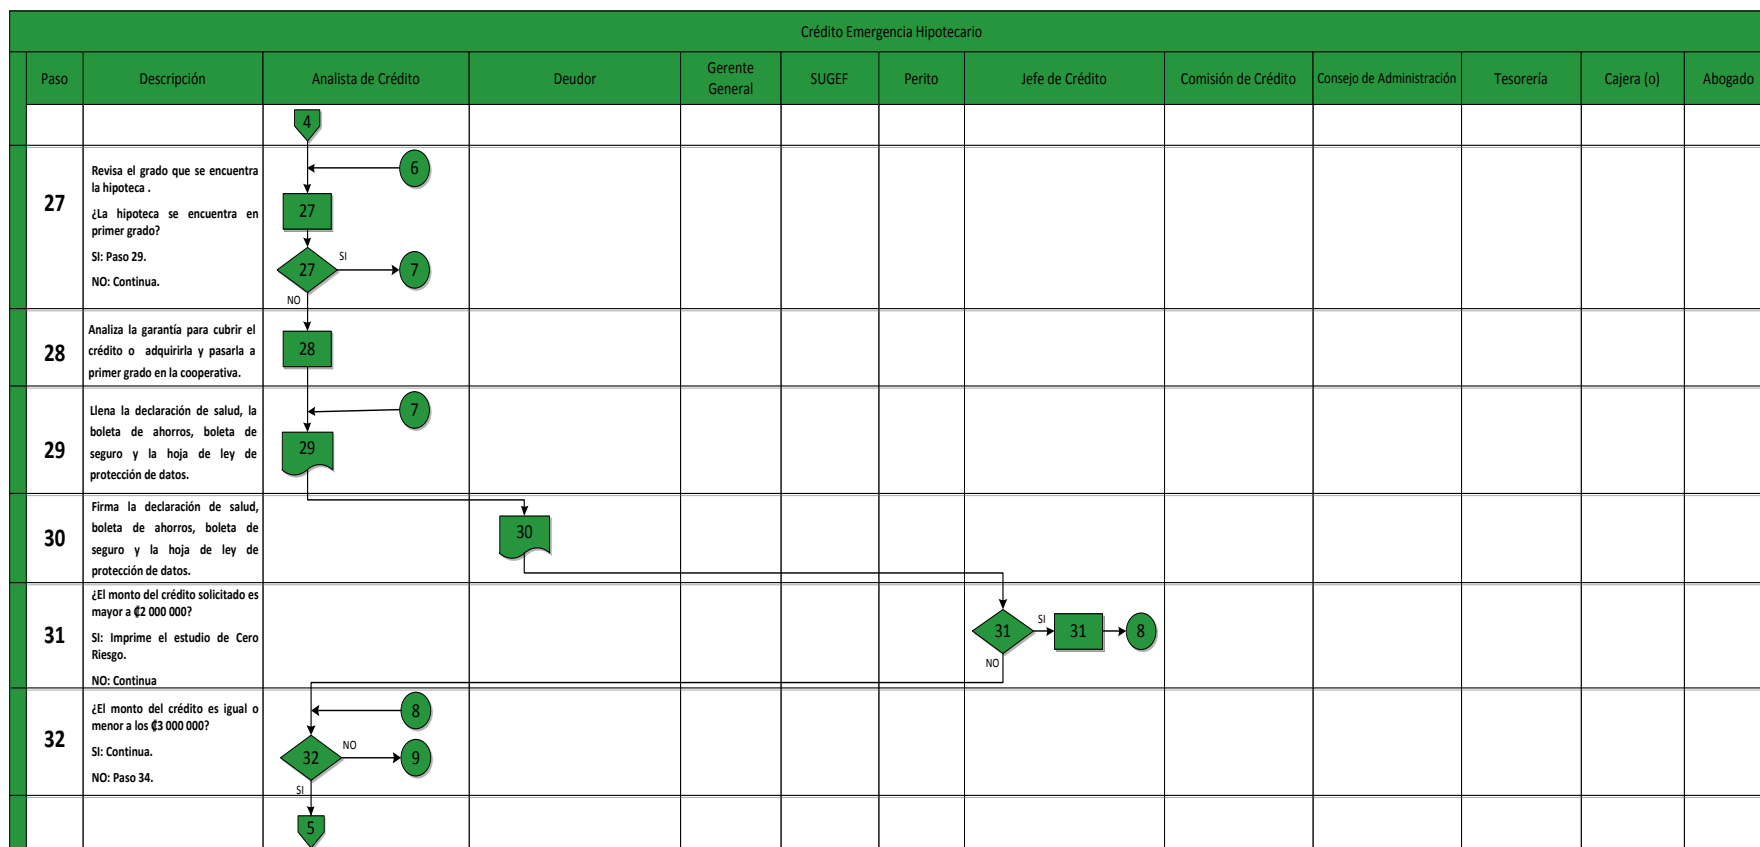 Crédito Emergencia Hipotecario
Paso
Descripción
Analista de Crédito
Deudor
Gerente
General
SUGEF
Perito
Jefe de Crédito
Comisión de Crédito
Consejo de Administración
Tesorería
Cajera (o)
Abogado
4
27
Revisa el grado que se encuentra
la hipoteca .
¿La hipoteca se encuentra en
primer grado?
SI: Paso 29.
NO: Continua.
6
27
27
SI
7
NO
28
Analiza la garantía para cubrir el
crédito o adquirirla y pasarla a
primer grado en la cooperativa.
28
29
Llena la declaración de salud, la
boleta de ahorros, boleta de
seguro y la hoja de ley de
protección de datos.
7
29
30
Firma la declaración de salud,
boleta de ahorros, boleta de
seguro y la hoja de ley de
protección de datos.
30
31
¿El monto del crédito solicitado es
mayor a ₡2 000 000?
SI: Imprime el estudio de Cero
Riesgo.
NO: Continua
31
SI
31
8
NO
32
¿El monto del crédito es igual o
menor a los ₡3 000 000?
SI: Continua.
NO: Paso 34.
8
32
NO
9
SI
5